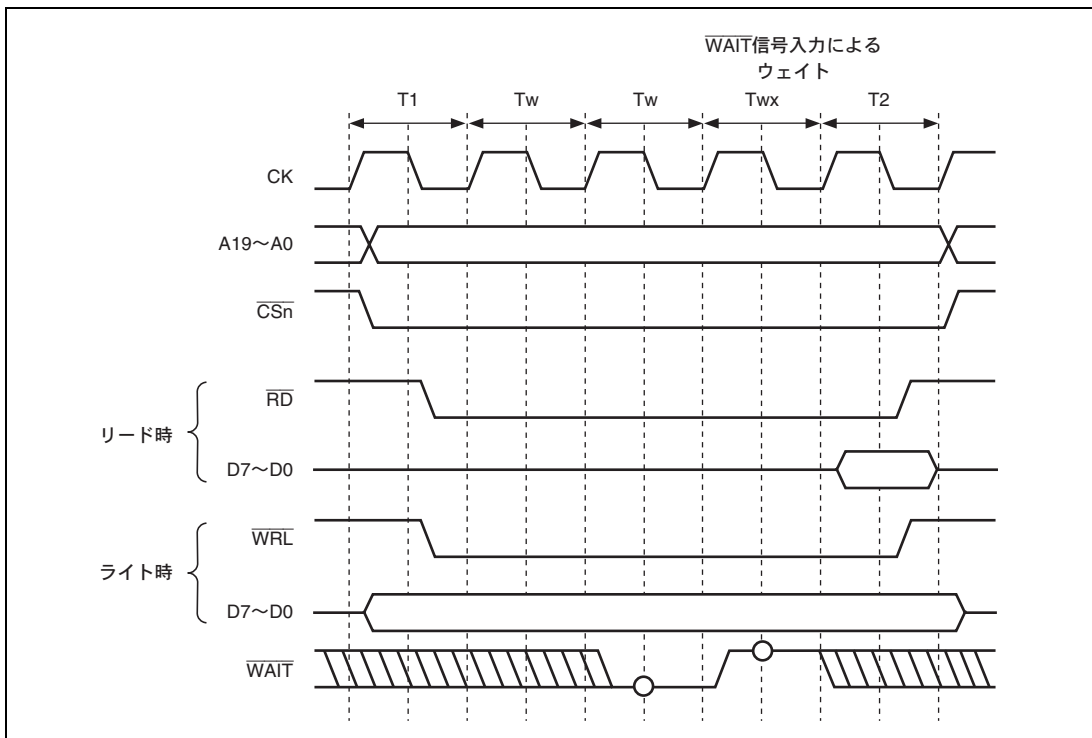 WAIT信号入力による
ウェイト
T1 Tw Tw Twx T2
CK
A19～A0
CSn
リード時
RD
D7～D0
ライト時
WRL
D7～D0
WAIT